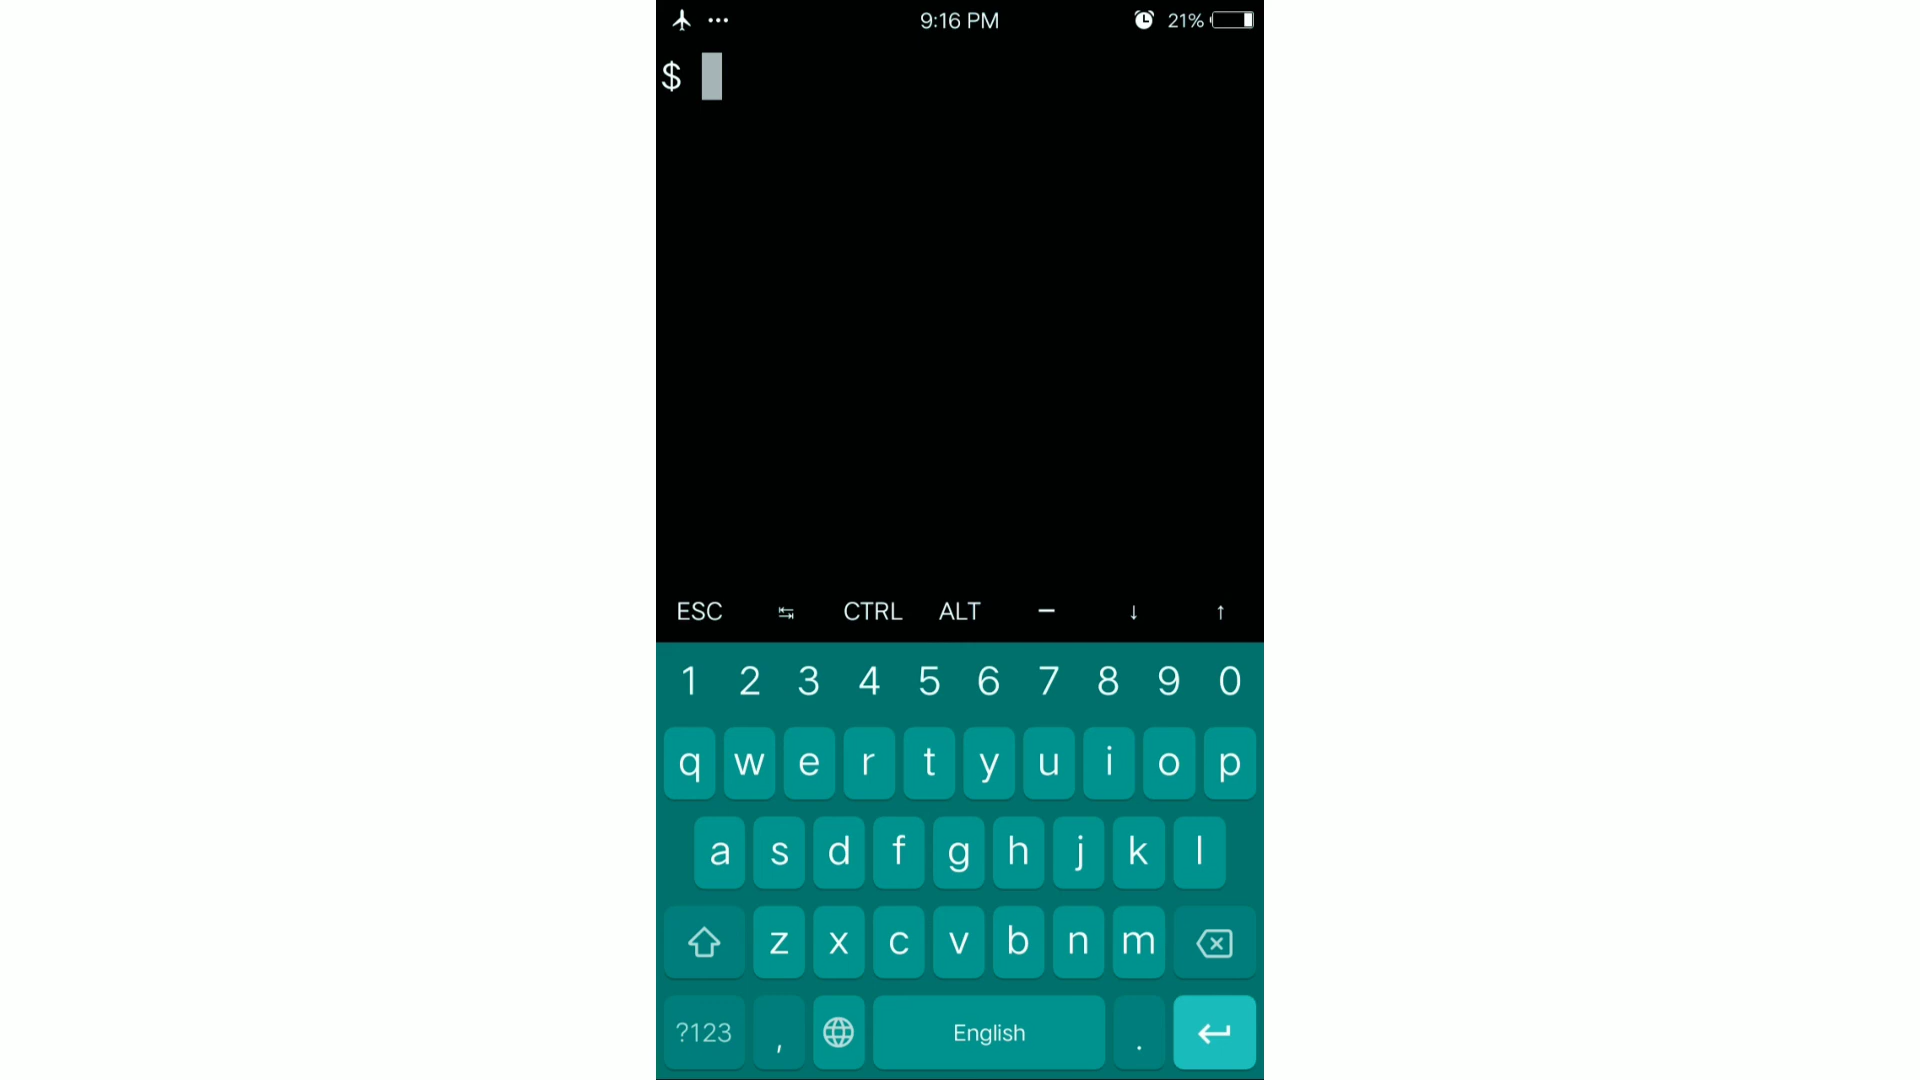 9:16 PM 21%
$
ESC ↹ CTRL ALT — ↓ ↑
1 2 3 4 5 6 7 8 9 0
q w e r t y u i o p
a s d f g h j k l
z x c v b n m
?123 , English .